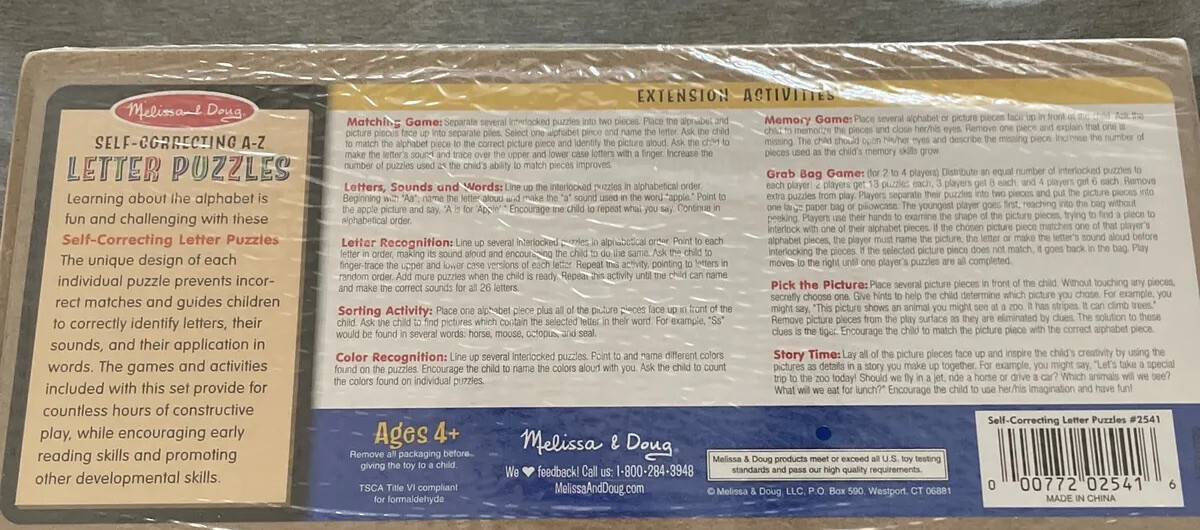 Melissa & Doug
SELF-CORRECTING A-Z
LETTER PUZZLES
Learning about the alphabet is
fun and challenging with these
Self-Correcting Letter Puzzles
The unique design of each
individual puzzle prevents incor-
rect matches and guides children
to correctly identify letters, their
sounds, and their application in
words. The games and activities
included with this set provide for
countless hours of constructive
play, while encouraging early
reading skills and promoting
other developmental skills.
EXTENSION ACTIVITIES
Matching Game: Separate several interlocked puzzles into two pieces. Place the alphabet and
picture pieces face up into separate piles. Select one alphabet piece and name the letter. Ask the child
to match the alphabet piece to the correct picture piece and identify the picture aloud. Ask the child to
make the letter's sound and trace over the upper and lower case letters with a finger. Increase the
number of puzzles used as the child's ability to match pieces improves.
Letters, Sounds and Words: Line up the interlocked puzzles in alphabetical order.
Beginning with "Aa", name the letter aloud and make the "a" sound used in the word "apple." Point to
the apple picture and say, "A is for 'Apple'." Encourage the child to repeat what you say. Continue in
alphabetical order.
Letter Recognition: Line up several interlocked puzzles in alphabetical order. Point to each
letter in order, making its sound aloud and encouraging the child to do the same. Ask the child to
finger-trace the upper and lower case versions of each letter. Repeat this activity, pointing to letters in
random order. Add more puzzles when the child is ready. Repeat this activity until the child can name
and make the correct sounds for all 26 letters.
Sorting Activity: Place one alphabet piece plus all of the picture pieces face up in front of the
child. Ask the child to find pictures which contain the selected letter in their word. For example, "Ss"
would be found in several words: horse, moose, octopus, and seal.
Color Recognition: Line up several interlocked puzzles. Point to and name different colors
found on the puzzles. Encourage the child to name the colors aloud with you. Ask the child to count
the colors found on individual puzzles.
Memory Game: Place several alphabet or picture pieces face up in front of the child. Ask the
child to memorize the pieces and close her/his eyes. Remove one piece and explain that one is
missing. The child should open his/her eyes and describe the missing piece. Increase the number of
pieces used as the child's memory skills grow.
Grab Bag Game: (for 2 to 4 players) Distribute an equal number of interlocked puzzles to
each player: 2 players get 13 puzzles each, 3 players get 8 each, and 4 players get 6 each. Remove
extra puzzles from play. Players separate their puzzles into two pieces and put the picture pieces into
one large paper bag or pillowcase. The youngest player goes first, reaching into the bag without
peeking. Players use their hands to examine the shape of the picture pieces, trying to find a piece to
interlock with one of their alphabet pieces. If the chosen picture piece matches one of that player's
alphabet pieces, the player must name the picture, the letter or make the letter's sound aloud before
interlocking the pieces. If the selected picture piece does not match, it goes back in the bag. Play
moves to the right until one player's puzzles are all completed.
Pick the Picture: Place several picture pieces in front of the child. Without touching any pieces,
secretly choose one. Give hints to help the child determine which picture you chose. For example, you
might say, "This picture shows an animal you might see at a zoo. It has stripes. It can climb trees."
Remove picture pieces from the play surface as they are eliminated by clues. The solution to these
clues is the tiger. Encourage the child to match the picture piece with the correct alphabet piece.
Story Time: Lay all of the picture pieces face up and inspire the child's creativity by using the
pictures as details in a story you make up together. For example, you might say, "Let's take a special
trip to the zoo today! Should we fly in a jet, ride a horse or drive a car? Which animals will we see?
What will we eat for lunch?" Encourage the child to use her/his imagination and have fun!
Ages 4+
Remove all packaging before
giving the toy to a child.
TSCA Title VI compliant
for formaldehyde
Melissa & Doug
We ♥ feedback! Call us: 1-800-284-3948
MelissaAndDoug.com
Melissa & Doug products meet or exceed all U.S. toy testing
standards and pass our high quality requirements.
© Melissa & Doug, LLC, P.O. Box 590, Westport, CT 06881
Self-Correcting Letter Puzzles #2541
0 00772 02541 6
MADE IN CHINA